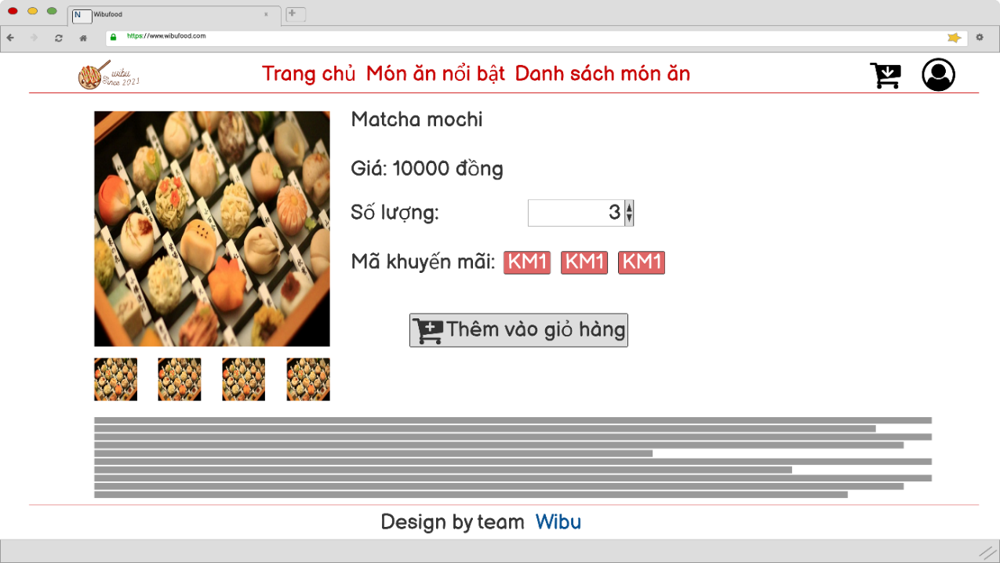 N Wibufood
https://www.wibufood.com
wibu
Since 2021
Trang chủ Món ăn nổi bật Danh sách món ăn
Matcha mochi
Giá: 10000 đồng
Số lượng: 3
Mã khuyến mãi: KM1 KM1 KM1
Thêm vào giỏ hàng
Design by team Wibu